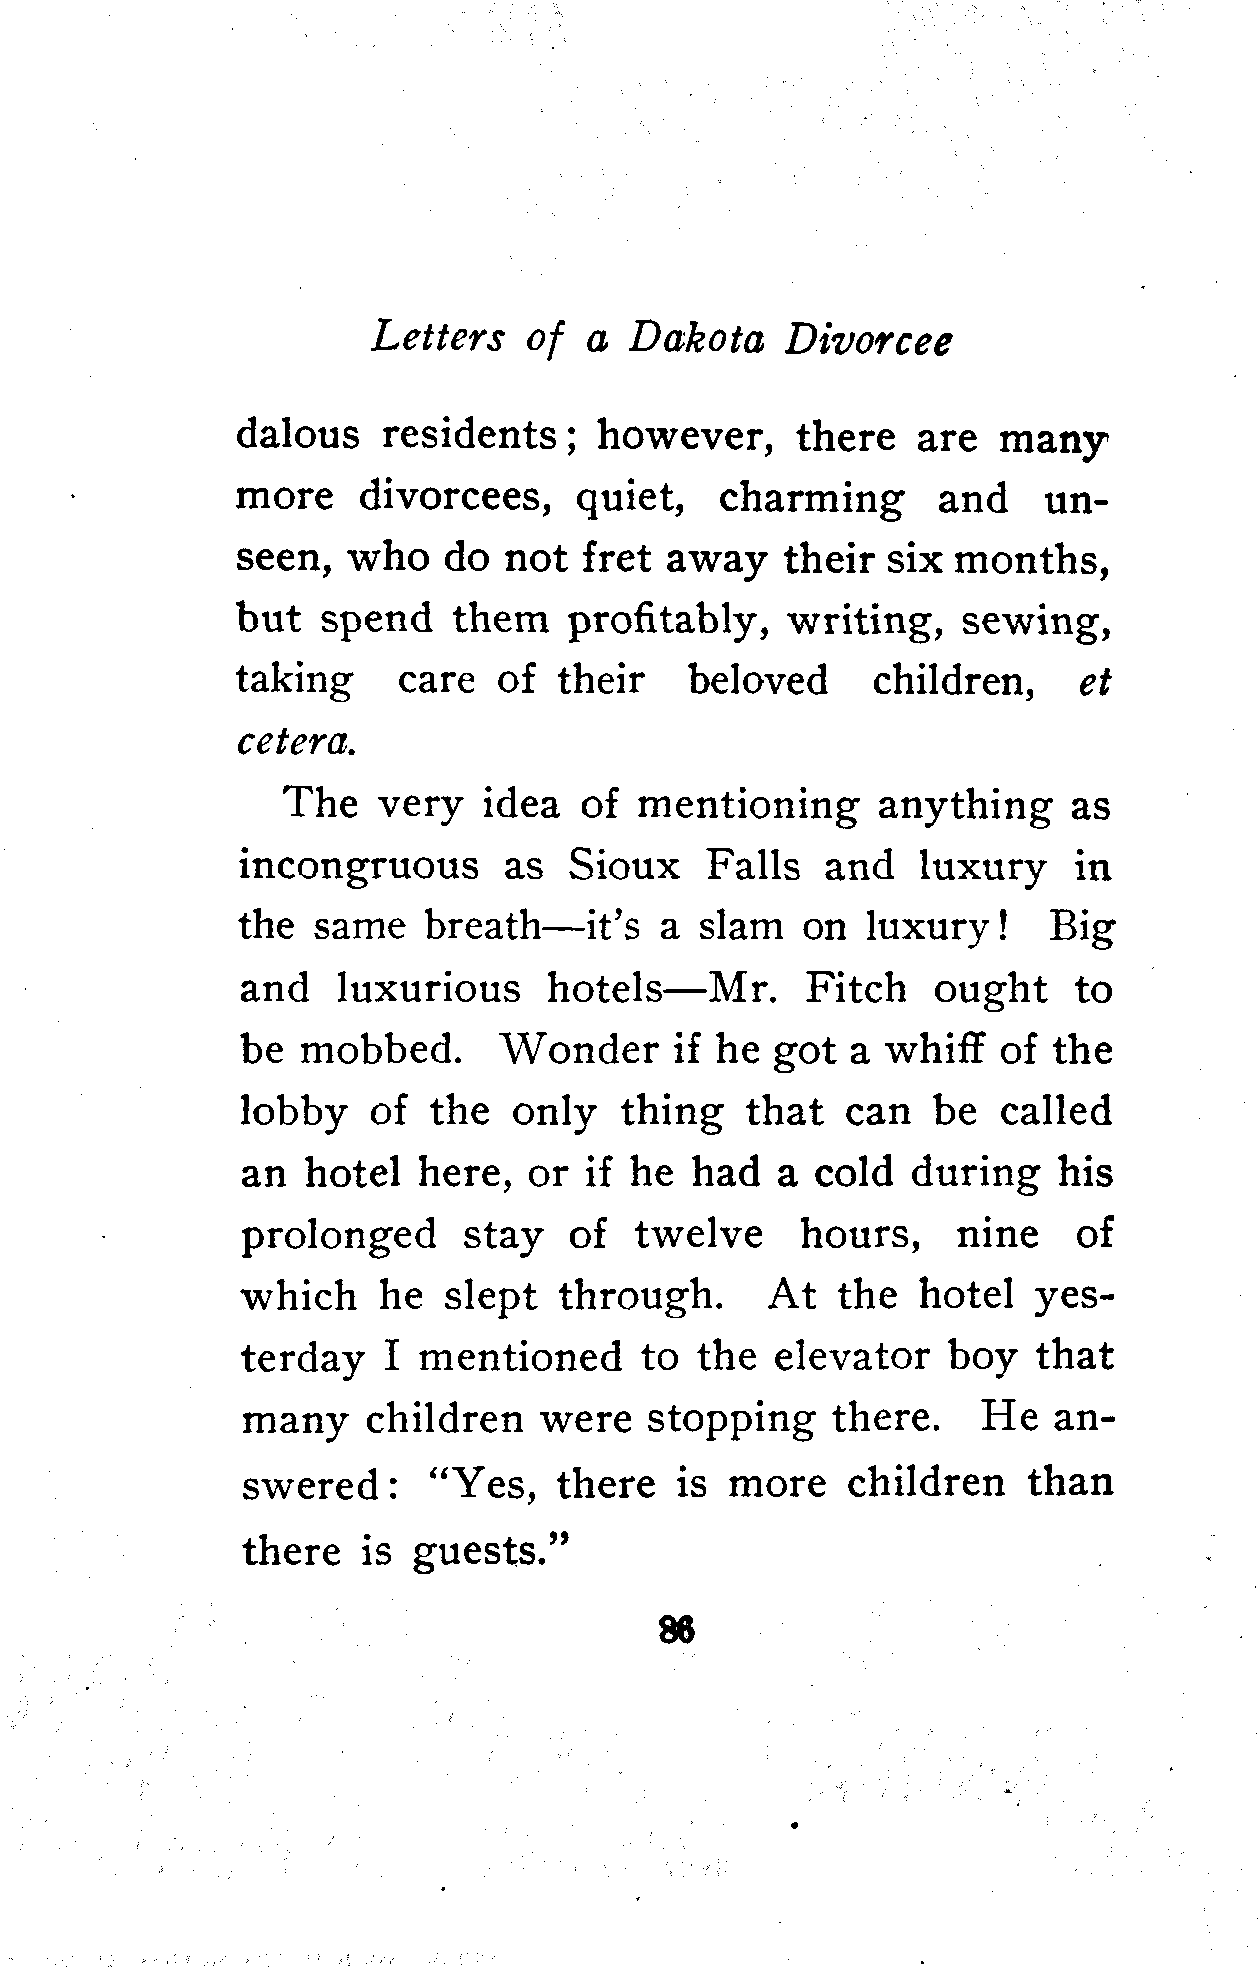 Letters of a Dakota Divorcee
dalous residents; however, there are many
more divorcees, quiet, charming and un-
seen, who do not fret away their six months,
but spend them profitably, writing, sewing,
taking care of their beloved children, et
cetera.
The very idea of mentioning anything as
incongruous as Sioux Falls and luxury in
the same breath—it's a slam on luxury! Big
and luxurious hotels—Mr. Fitch ought to
be mobbed. Wonder if he got a whiff of the
lobby of the only thing that can be called
an hotel here, or if he had a cold during his
prolonged stay of twelve hours, nine of
which he slept through. At the hotel yes-
terday I mentioned to the elevator boy that
many children were stopping there. He an-
swered: "Yes, there is more children than
there is guests."
86